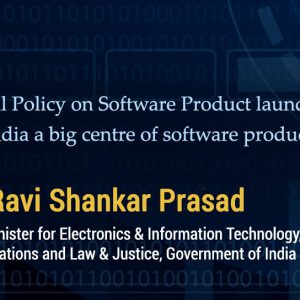 l Policy on Software Product laun
dia a big centre of software produc
Ravi Shankar Prasad
nister for Electronics & Information Technology,
ations and Law & Justice, Government of India